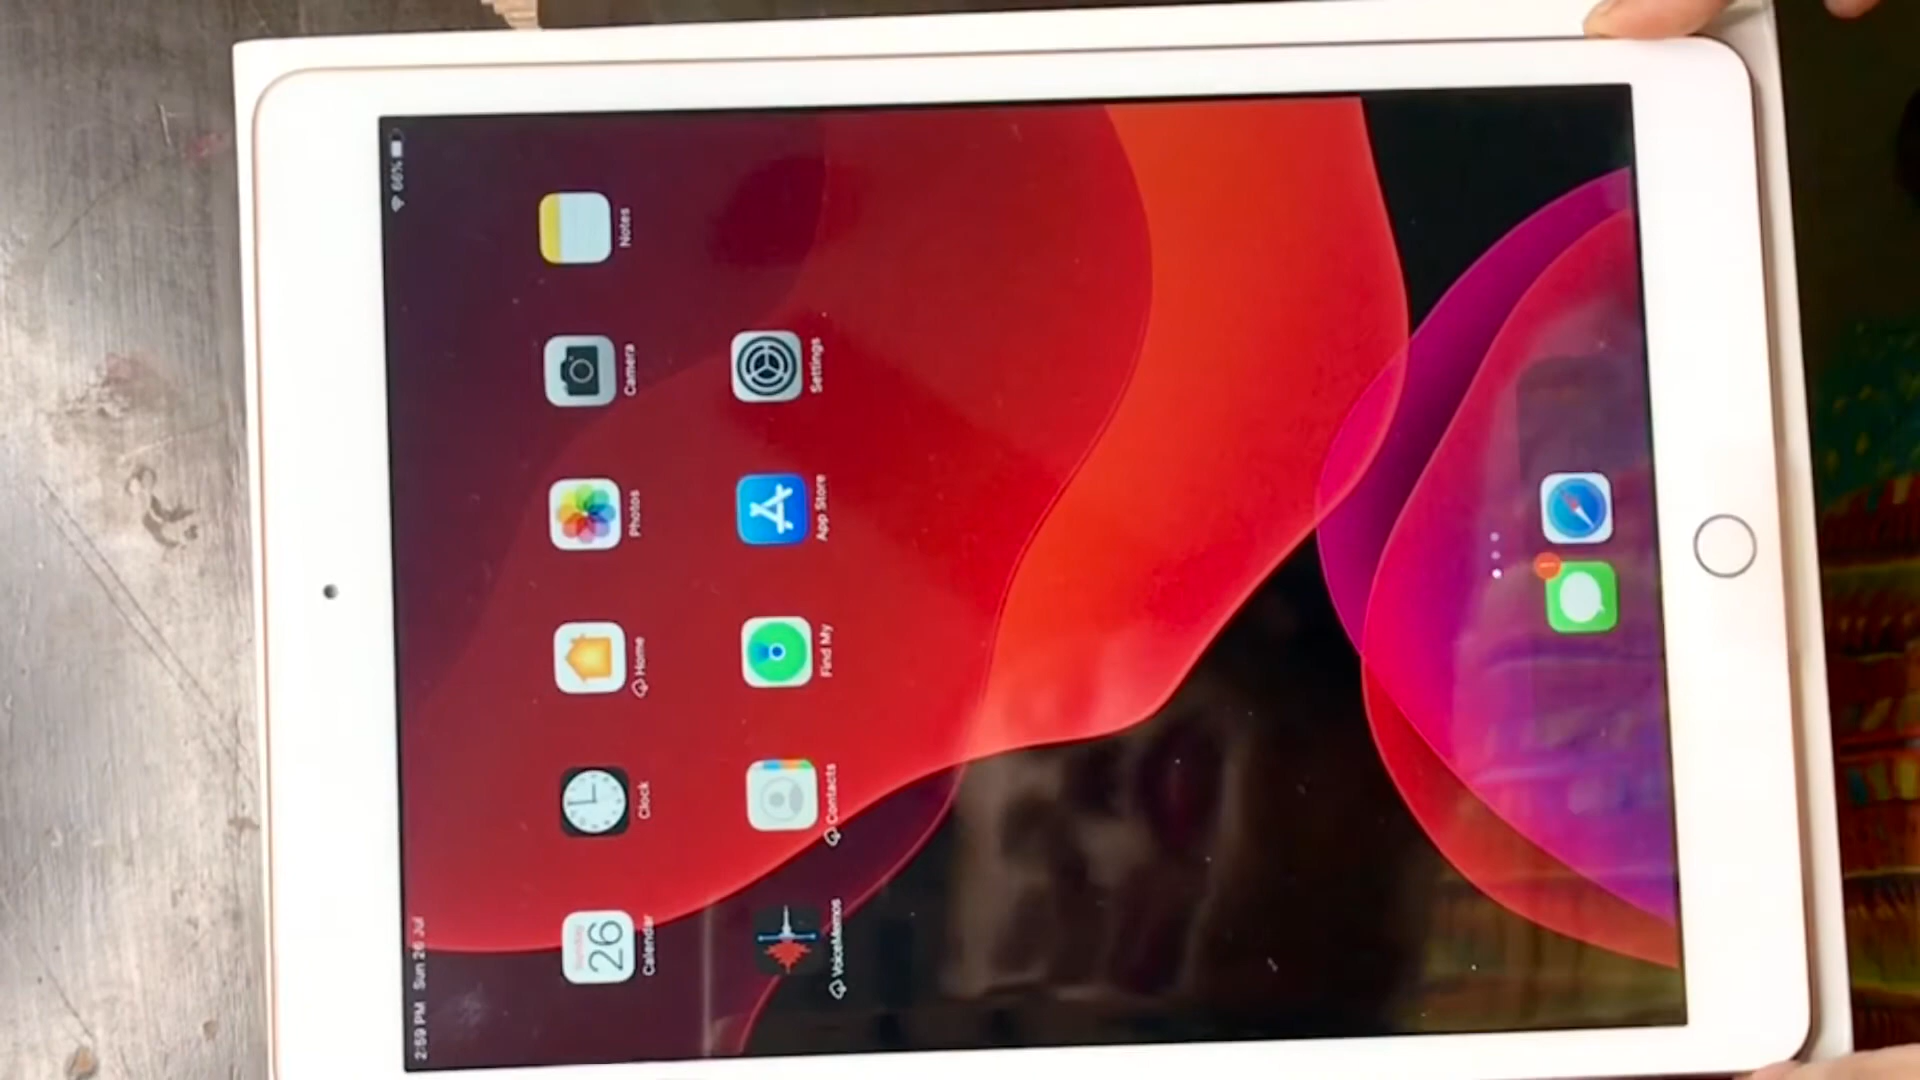 2:59 PM Sun 26 Jul 66%
Sunday
26
Calendar Clock Home Photos Camera Notes
VoiceMemos Contacts Find My App Store Settings